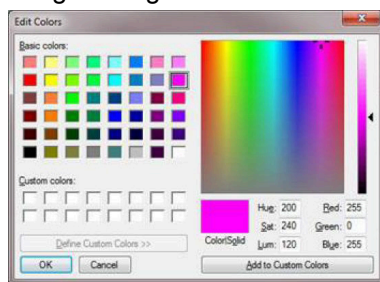 Edit Colors
Basic colors:
Custom colors:
Define Custom Colors >>
OK Cancel
Color|Solid
Hue: 200 Red: 255
Sat: 240 Green: 0
Lum: 120 Blue: 255
Add to Custom Colors